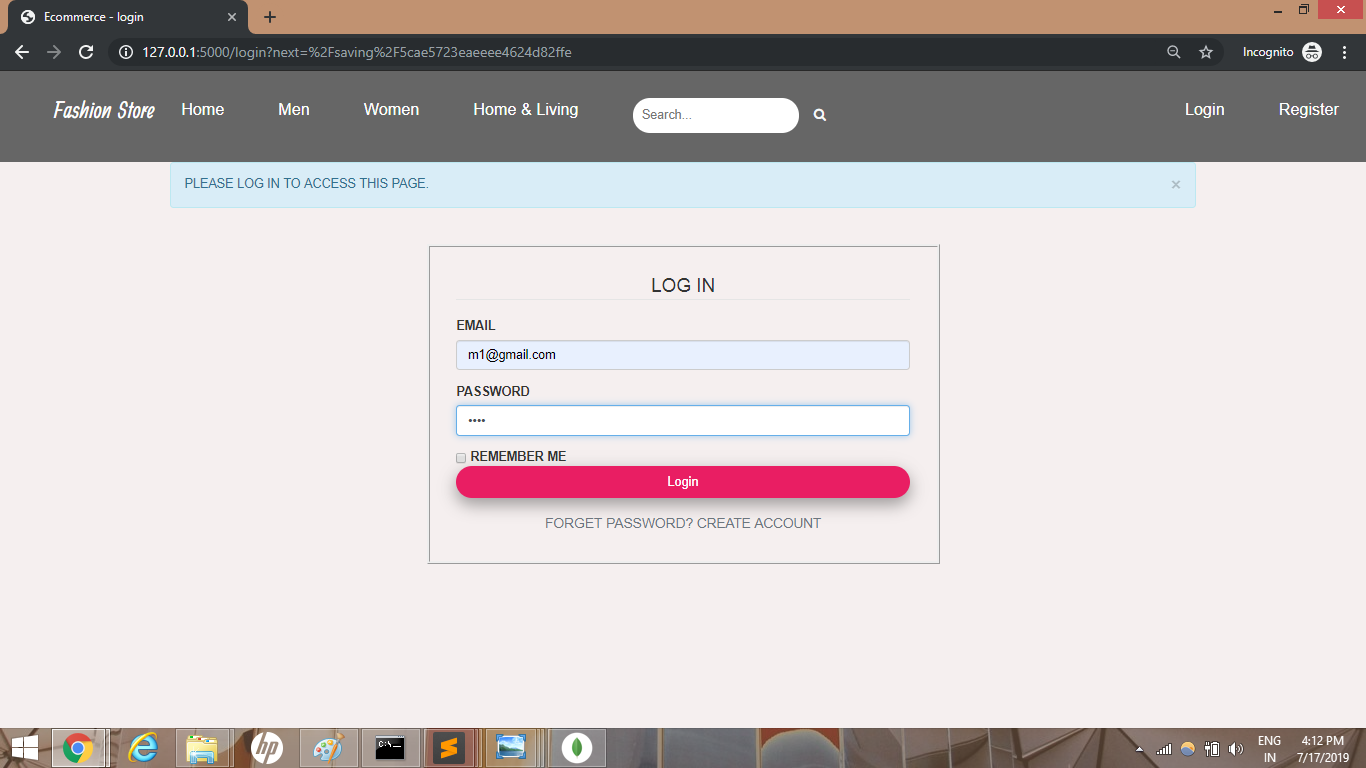 Ecommerce - login
127.0.0.1:5000/login?next=%2Fsaving%2F5cae5723eaeeee4624d82ffe
Incognito
Fashion Store Home Men Women Home & Living Search... Login Register
PLEASE LOG IN TO ACCESS THIS PAGE. ×
LOG IN
EMAIL
m1@gmail.com
PASSWORD
••••
REMEMBER ME
Login
FORGET PASSWORD? CREATE ACCOUNT
hp
C:\_
ENG 4:12 PM
IN 7/17/2019